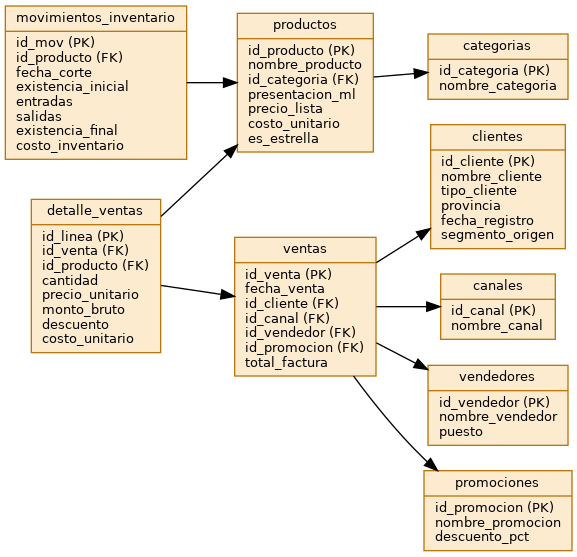 movimientos_inventario
id_mov (PK)
id_producto (FK)
fecha_corte
existencia_inicial
entradas
salidas
existencia_final
costo_inventario
productos
id_producto (PK)
nombre_producto
id_categoria (FK)
presentacion_ml
precio_lista
costo_unitario
es_estrella
categorias
id_categoria (PK)
nombre_categoria
clientes
id_cliente (PK)
nombre_cliente
tipo_cliente
provincia
fecha_registro
segmento_origen
detalle_ventas
id_linea (PK)
id_venta (FK)
id_producto (FK)
cantidad
precio_unitario
monto_bruto
descuento
costo_unitario
ventas
id_venta (PK)
fecha_venta
id_cliente (FK)
id_canal (FK)
id_vendedor (FK)
id_promocion (FK)
total_factura
canales
id_canal (PK)
nombre_canal
vendedores
id_vendedor (PK)
nombre_vendedor
puesto
promociones
id_promocion (PK)
nombre_promocion
descuento_pct